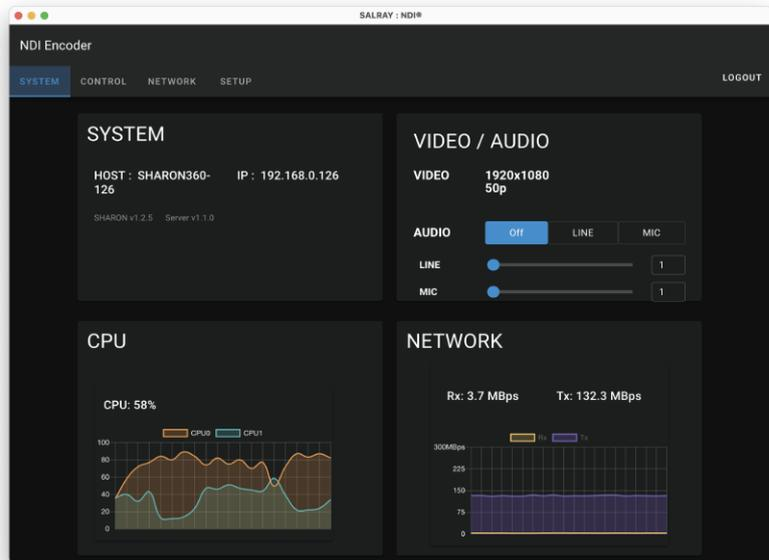 SALRAY : NDI®
NDI Encoder
SYSTEM CONTROL NETWORK SETUP LOGOUT
SYSTEM
HOST : SHARON360-126
IP : 192.168.0.126
SHARON v1.2.5 Server v1.1.0
VIDEO / AUDIO
VIDEO 1920x1080
50p
AUDIO Off LINE MIC
LINE 1
MIC 1
CPU
CPU: 58%
CPU0 CPU1
100
80
60
40
20
0
NETWORK
Rx: 3.7 MBps Tx: 132.3 MBps
Rx Tx
300MBps
225
150
75
0